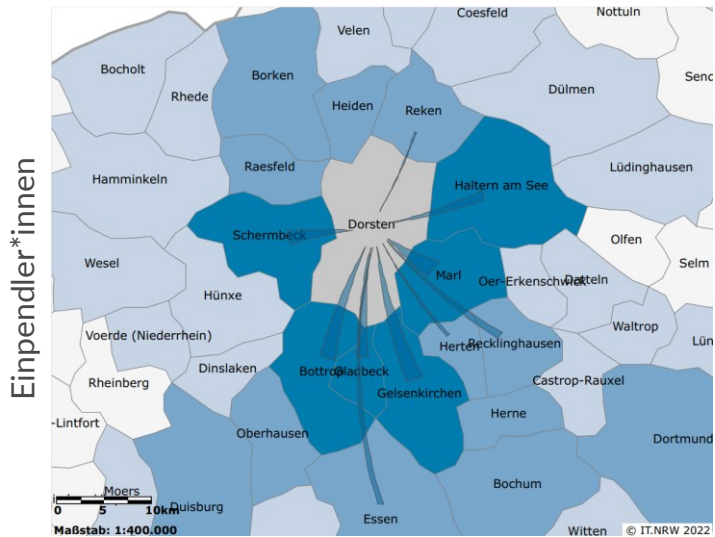 Einpendler*innen
Coesfeld
Nottuln
Velen
Bocholt
Borken
Send
Rhede
Dülmen
Heiden
Reken
Raesfeld
Lüdinghausen
Hamminkeln
Haltern am See
Dorsten
Schermbeck
Olfen
Wesel
Selm
Marl
Oer-Erkenschwick
Datteln
Hünxe
Waltrop
Voerde (Niederrhein)
Herten
Recklinghausen
Lün
Dinslaken
Bottrop
Gladbeck
Castrop-Rauxel
Rheinberg
Gelsenkirchen
Herne
-Lintfort
Oberhausen
Dortmund
Bochum
Moers
0 5 10km
Duisburg
Essen
Witten
Maßstab: 1:400.000
© IT.NRW 2022